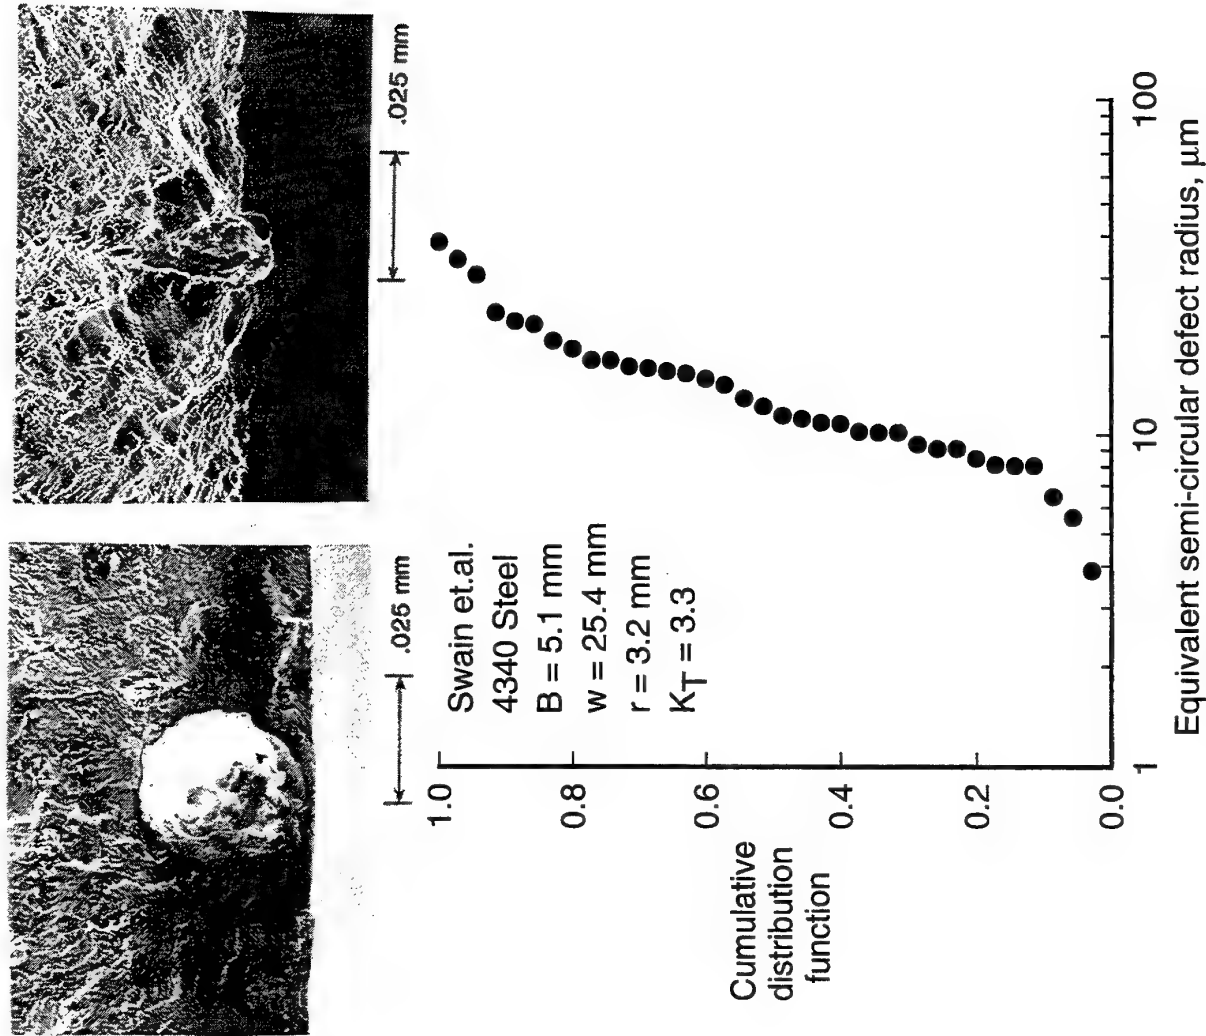 .025 mm
.025 mm
Swain et.al.
4340 Steel
B = 5.1 mm
w = 25.4 mm
r = 3.2 mm
KT = 3.3
1.0
0.8
0.6
0.4
0.2
0.0
Cumulative
distribution
function
1
10
100
Equivalent semi-circular defect radius, μm